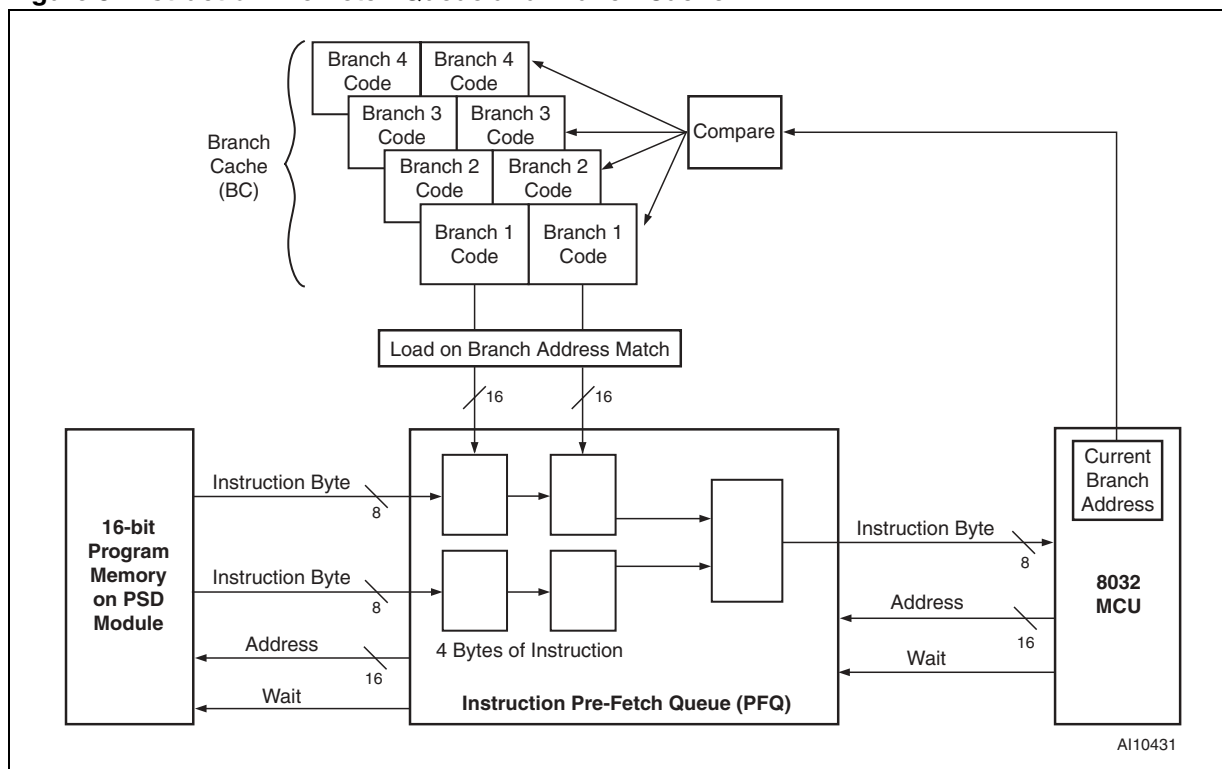 Branch 4
Code
Branch 4
Code
Branch 3
Code
Branch 3
Code
Branch 2
Code
Branch 2
Code
Branch 1
Code
Branch 1
Code
Branch
Cache
(BC)
Compare
Load on Branch Address Match
16
16
16-bit
Program
Memory
on PSD
Module
Instruction Byte
8
Instruction Byte
8
Address
16
Wait
4 Bytes of Instruction
Instruction Pre-Fetch Queue (PFQ)
Instruction Byte
8
Address
16
Wait
Current
Branch
Address
8032
MCU
AI10431